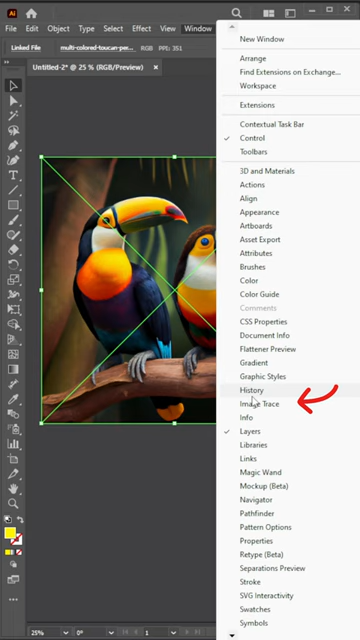 Ai
File Edit Object Type Select Effect View Window
Linked File multi-colored-toucan-per... RGB PPI: 351
Untitled-2* @ 25 % (RGB/Preview) ×
New Window
Arrange
Find Extensions on Exchange...
Workspace
Extensions
Contextual Task Bar
Control
Toolbars
3D and Materials
Actions
Align
Appearance
Artboards
Asset Export
Attributes
Brushes
Color
Color Guide
Comments
CSS Properties
Document Info
Flattener Preview
Gradient
Graphic Styles
History
Image Trace
Info
Layers
Libraries
Links
Magic Wand
Mockup (Beta)
Navigator
Pathfinder
Pattern Options
Properties
Retype (Beta)
Separations Preview
Stroke
SVG Interactivity
Swatches
Symbols
25% 0° 1